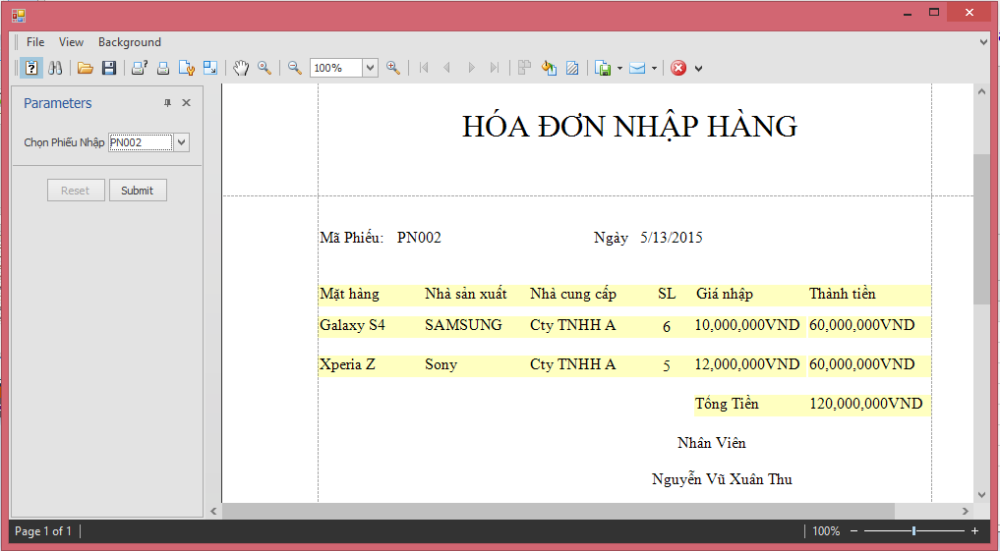 File View Background
100%
Parameters
Chọn Phiếu Nhập PN002
Reset Submit
HÓA ĐƠN NHẬP HÀNG
Mã Phiếu: PN002 Ngày 5/13/2015
Mặt hàng Nhà sản xuất Nhà cung cấp SL Giá nhập Thành tiền
Galaxy S4 SAMSUNG Cty TNHH A 6 10,000,000VND 60,000,000VND
Xperia Z Sony Cty TNHH A 5 12,000,000VND 60,000,000VND
Tổng Tiền 120,000,000VND
Nhân Viên
Nguyễn Vũ Xuân Thu
Page 1 of 1 100%